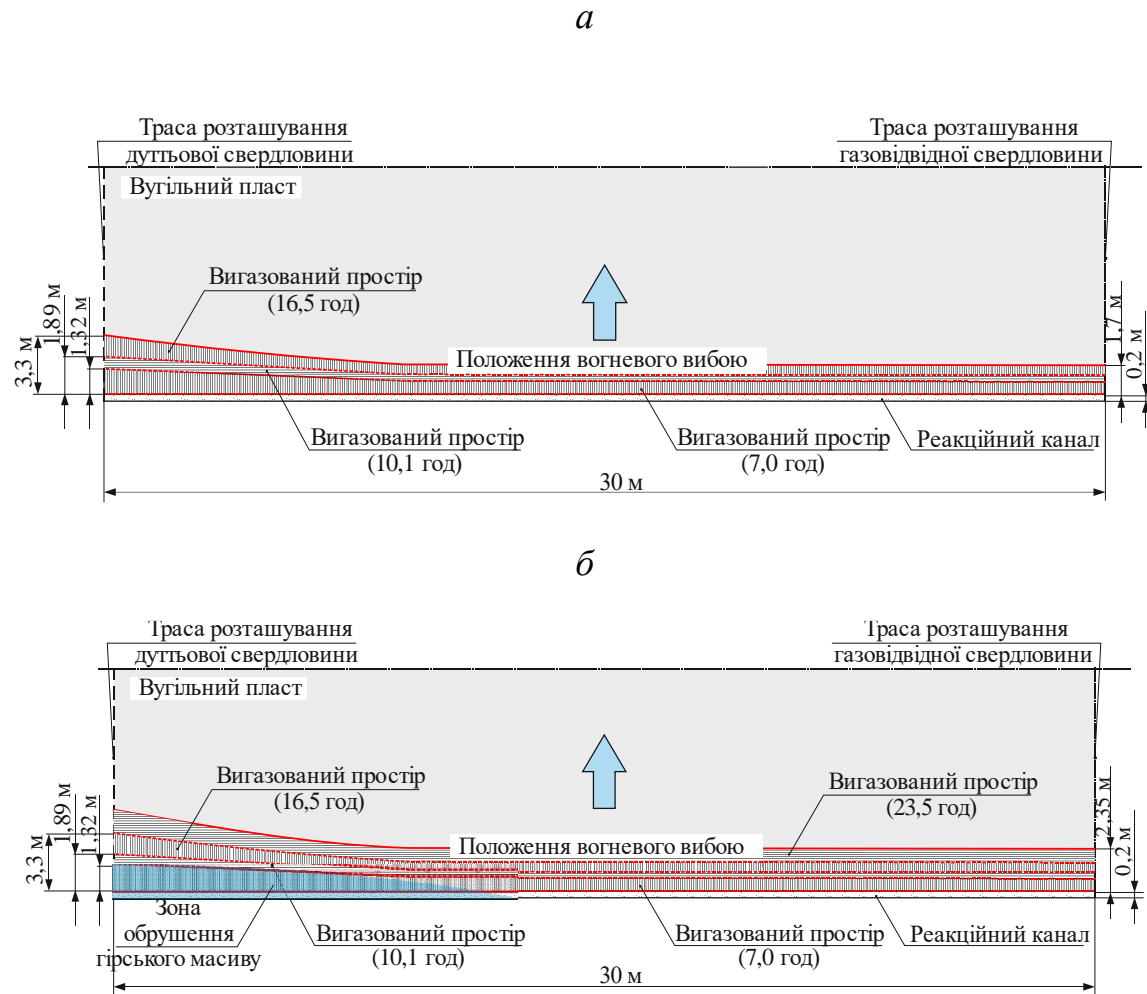 а
Траса розташування
дуттьової свердловини
Траса розташування
газовідвідної свердловини
Вугільний пласт
Вигазований простір
(16,5 год)
3,3 м
1,89 м
1,32 м
Положення вогневого вибою
1,7 м
0,2 м
Вигазований простір
(10,1 год)
Вигазований простір
(7,0 год)
Реакційний канал
30 м
б
Траса розташування
дуттьової свердловини
Траса розташування
газовідвідної свердловини
Вугільний пласт
Вигазований простір
(16,5 год)
Вигазований простір
(23,5 год)
3,3 м
1,89 м
1,32 м
Положення вогневого вибою
2,35 м
0,2 м
Зона
обрушення
гірського масиву
Вигазований простір
(10,1 год)
Вигазований простір
(7,0 год)
Реакційний канал
30 м